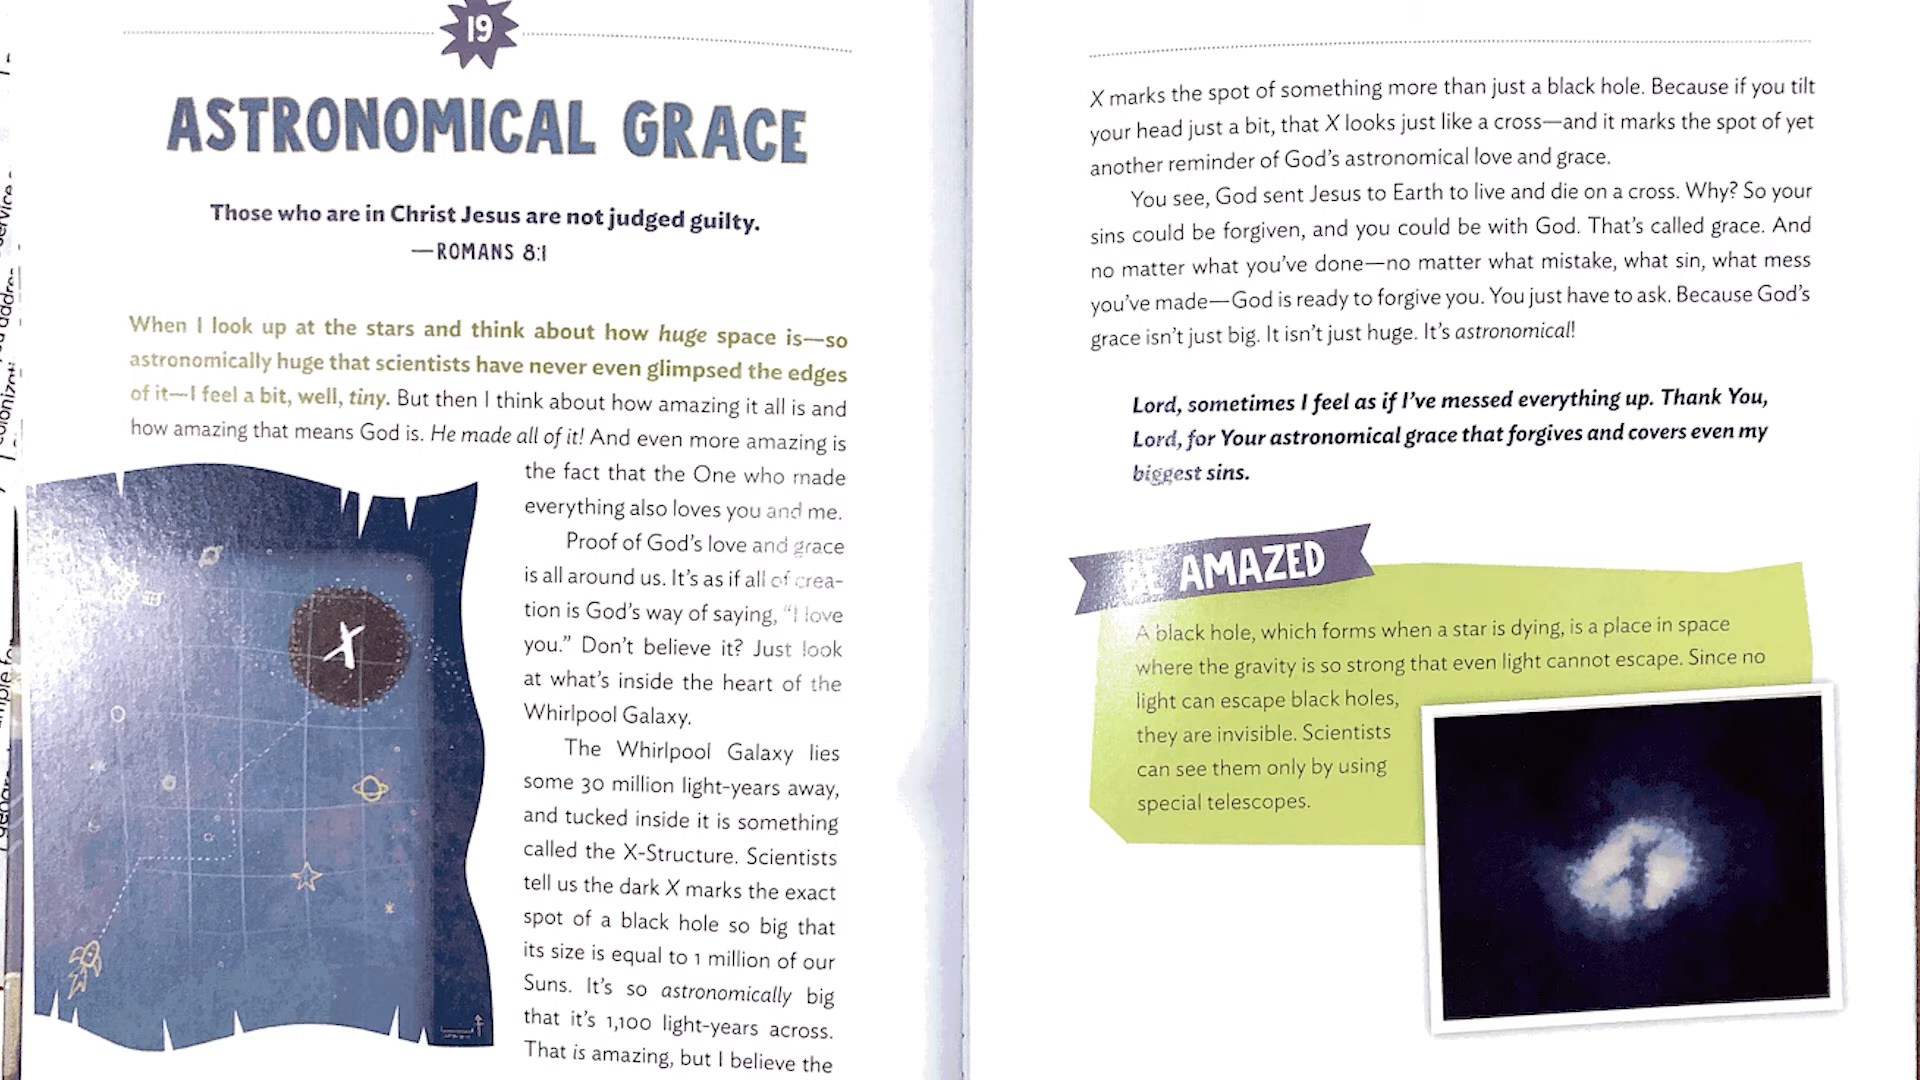 19
ASTRONOMICAL GRACE
Those who are in Christ Jesus are not judged guilty.
—ROMANS 8:1
When I look up at the stars and think about how huge space is—so
astronomically huge that scientists have never even glimpsed the edges
of it—I feel a bit, well, tiny. But then I think about how amazing it all is and
how amazing that means God is. He made all of it! And even more amazing is
the fact that the One who made
everything also loves you and me.
Proof of God's love and grace
is all around us. It's as if all of crea-
tion is God's way of saying, "I love
you." Don't believe it? Just look
at what's inside the heart of the
Whirlpool Galaxy.
The Whirlpool Galaxy lies
some 30 million light-years away,
and tucked inside it is something
called the X-Structure. Scientists
tell us the dark X marks the exact
spot of a black hole so big that
its size is equal to 1 million of our
Suns. It's so astronomically big
that it's 1,100 light-years across.
That is amazing, but I believe the
X
X marks the spot of something more than just a black hole. Because if you tilt
your head just a bit, that X looks just like a cross—and it marks the spot of yet
another reminder of God's astronomical love and grace.
You see, God sent Jesus to Earth to live and die on a cross. Why? So your
sins could be forgiven, and you could be with God. That's called grace. And
no matter what you've done—no matter what mistake, what sin, what mess
you've made—God is ready to forgive you. You just have to ask. Because God's
grace isn't just big. It isn't just huge. It's astronomical!
Lord, sometimes I feel as if I've messed everything up. Thank You,
Lord, for Your astronomical grace that forgives and covers even my
biggest sins.
BE AMAZED
A black hole, which forms when a star is dying, is a place in space
where the gravity is so strong that even light cannot escape. Since no
light can escape black holes,
they are invisible. Scientists
can see them only by using
special telescopes.